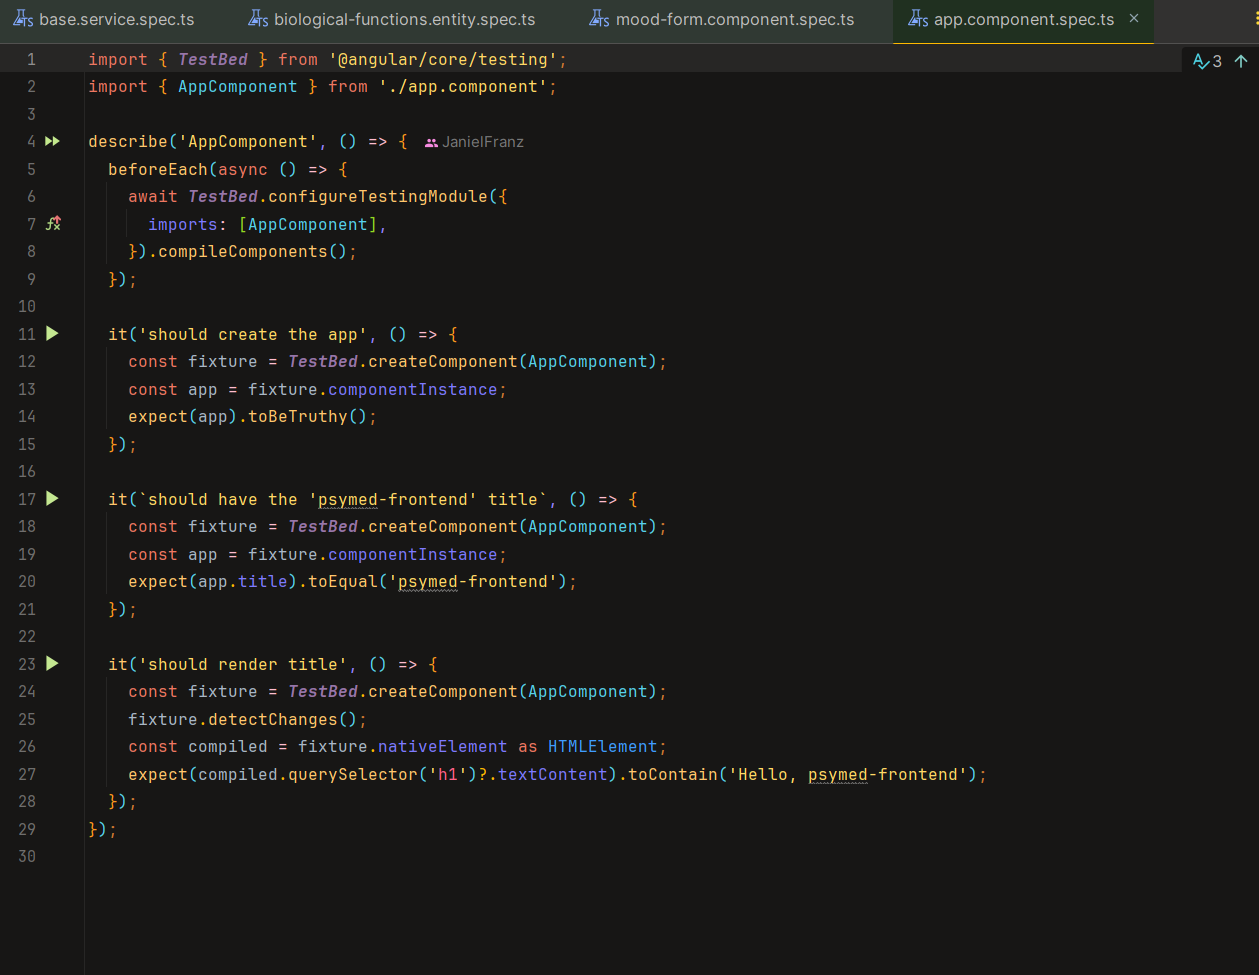 base.service.spec.ts biological-functions.entity.spec.ts mood-form.component.spec.ts app.component.spec.ts ×
1 import { TestBed } from '@angular/core/testing'; 3
2 import { AppComponent } from './app.component';
3
4 describe('AppComponent', () => { JanielFranz
5 beforeEach(async () => {
6 await TestBed.configureTestingModule({
7 imports: [AppComponent],
8 }).compileComponents();
9 });
10
11 it('should create the app', () => {
12 const fixture = TestBed.createComponent(AppComponent);
13 const app = fixture.componentInstance;
14 expect(app).toBeTruthy();
15 });
16
17 it(`should have the 'psymed-frontend' title`, () => {
18 const fixture = TestBed.createComponent(AppComponent);
19 const app = fixture.componentInstance;
20 expect(app.title).toEqual('psymed-frontend');
21 });
22
23 it('should render title', () => {
24 const fixture = TestBed.createComponent(AppComponent);
25 fixture.detectChanges();
26 const compiled = fixture.nativeElement as HTMLElement;
27 expect(compiled.querySelector('h1')?.textContent).toContain('Hello, psymed-frontend');
28 });
29 });
30